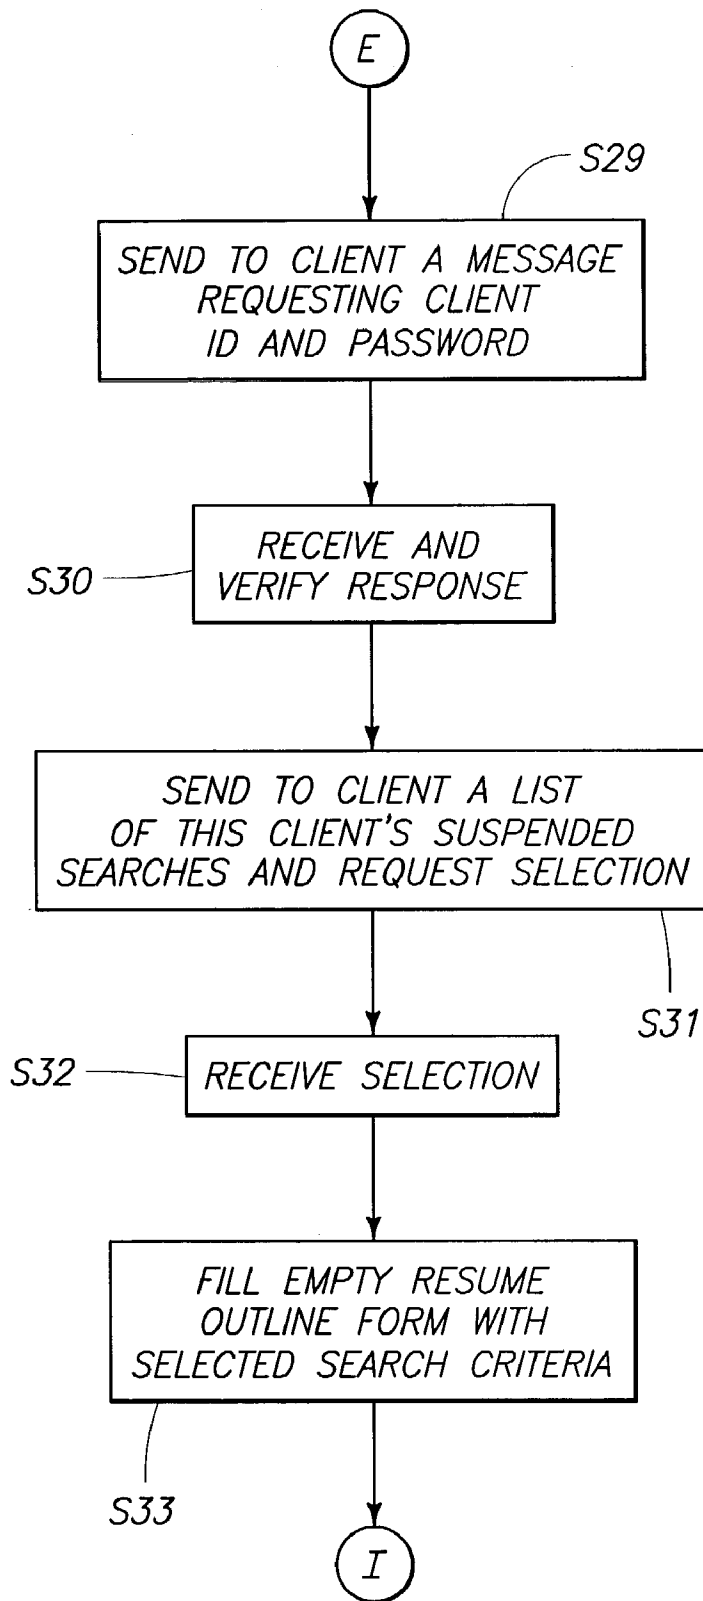 E
S29
SEND TO CLIENT A MESSAGE
REQUESTING CLIENT
ID AND PASSWORD
RECEIVE AND
VERIFY RESPONSE
S30
SEND TO CLIENT A LIST
OF THIS CLIENT'S SUSPENDED
SEARCHES AND REQUEST SELECTION
S31
S32
RECEIVE SELECTION
FILL EMPTY RESUME
OUTLINE FORM WITH
SELECTED SEARCH CRITERIA
S33
I